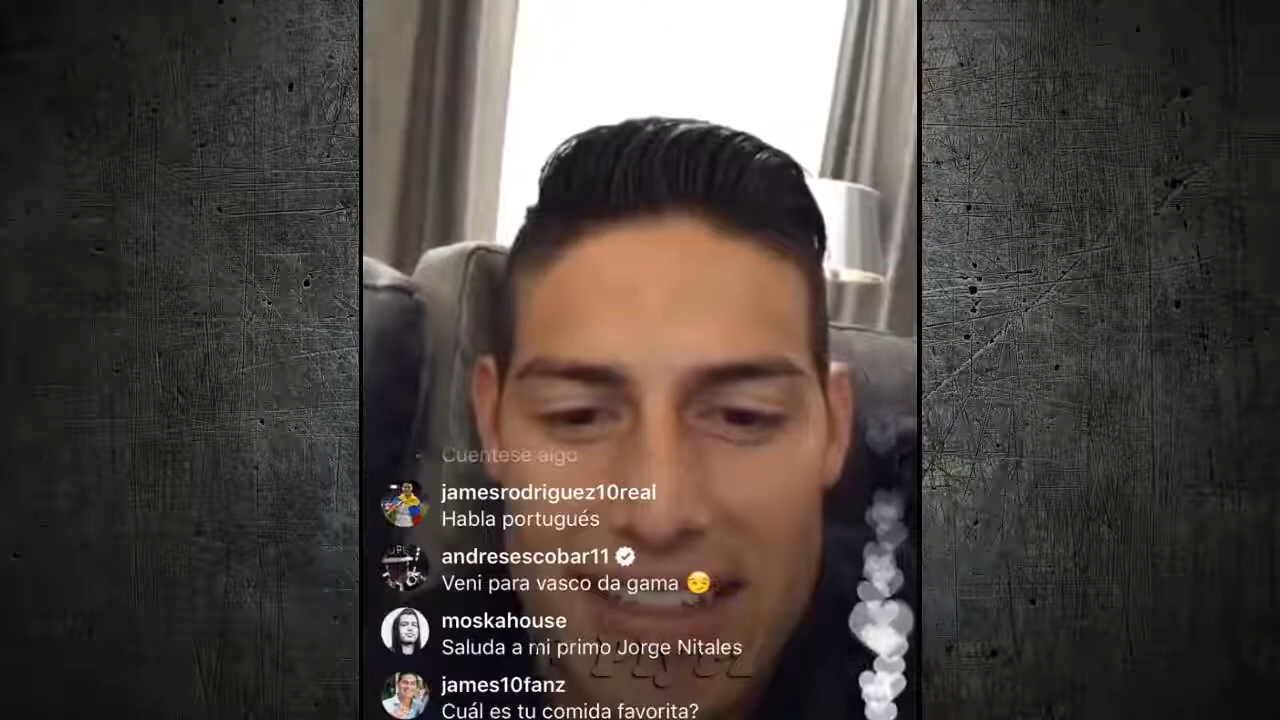 Cuentese algo
jamesrodriguez10real
Habla portugués
andresescobar11
Veni para vasco da gama 😏
moskahouse
Saluda a mi primo Jorge Nitales
james10fanz
Cuál es tu comida favorita?